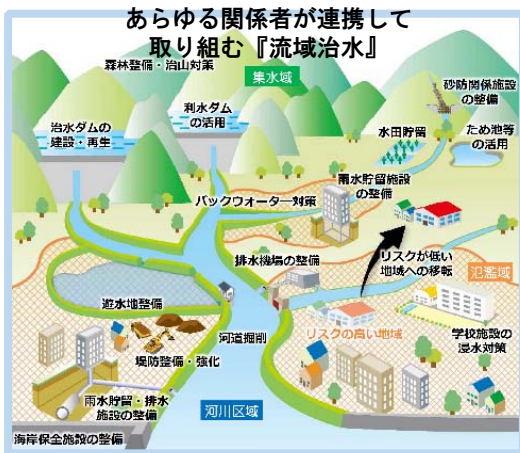 あらゆる関係者が連携して
取り組む『流域治水』
森林整備・治山対策
集水域
砂防関係施設
の整備
治水ダムの
建設・再生
利水ダム
の活用
水田貯留
ため池等
の活用
雨水貯留施設
の整備
バックウォーター対策
排水機場の整備
リスクが低い
地域への移転
氾濫域
遊水地整備
河道掘削
リスクの高い地域
学校施設の
浸水対策
堤防整備・強化
雨水貯留・排水
施設の整備
河川区域
海岸保全施設の整備